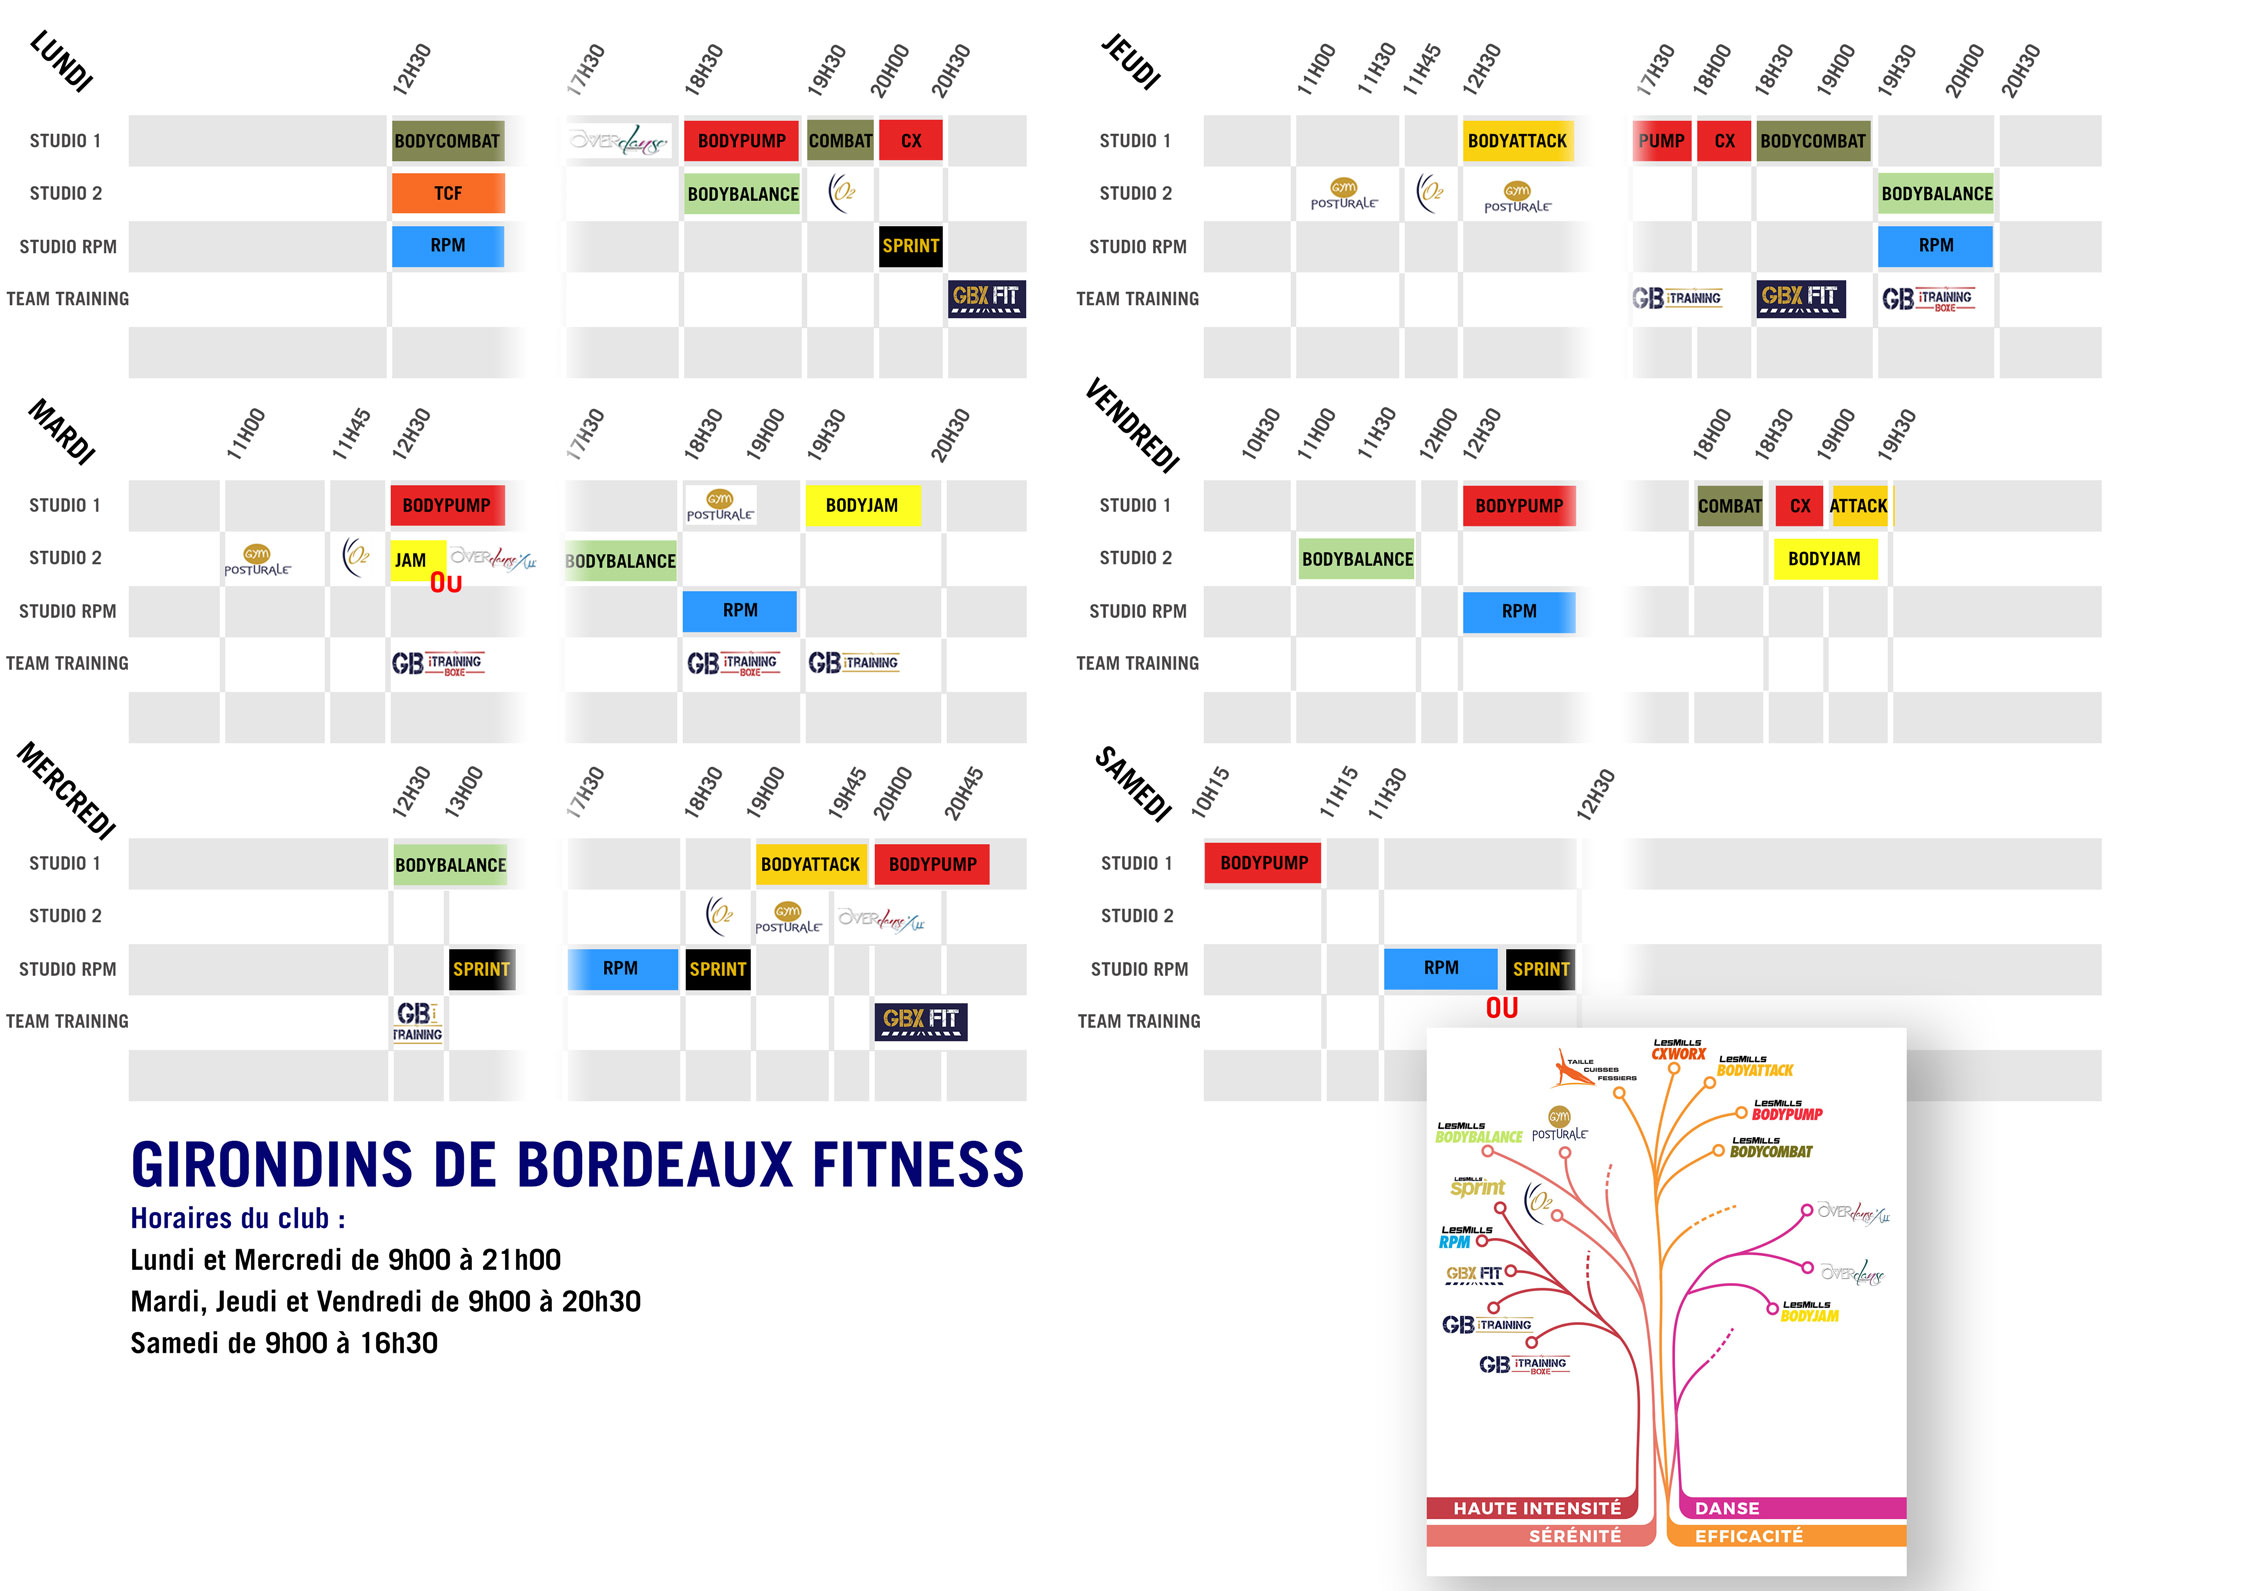 LUNDI
12H30 17H30 18H30 19H30 20H00 20H30
STUDIO 1 BODYCOMBAT OVERdanse BODYPUMP COMBAT CX
STUDIO 2 TCF BODYBALANCE O2
STUDIO RPM RPM SPRINT
TEAM TRAINING GBX FIT
MARDI
11H00 11H45 12H30 17H30 18H30 19H00 19H30 20H30
STUDIO 1 BODYPUMP GYM POSTURALE BODYJAM
STUDIO 2 GYM POSTURALE O2 JAM OU OVERdanse BODYBALANCE
STUDIO RPM RPM
TEAM TRAINING GB iTRAINING BOXE GB iTRAINING BOXE GB iTRAINING
MERCREDI
12H30 13H00 17H30 18H30 19H00 19H45 20H00 20H45
STUDIO 1 BODYBALANCE BODYATTACK BODYPUMP
STUDIO 2 O2 GYM POSTURALE OVERdanse
STUDIO RPM SPRINT RPM SPRINT
TEAM TRAINING GB iTRAINING GBX FIT
JEUDI
11H00 11H30 11H45 12H30 17H30 18H00 18H30 19H00 19H30 20H00 20H30
STUDIO 1 BODYATTACK PUMP CX BODYCOMBAT
STUDIO 2 GYM POSTURALE O2 GYM POSTURALE BODYBALANCE
STUDIO RPM RPM
TEAM TRAINING GB iTRAINING GBX FIT GB iTRAINING BOXE
VENDREDI
10H30 11H00 11H30 12H00 12H30 18H00 18H30 19H00 19H30
STUDIO 1 BODYPUMP COMBAT CX ATTACK
STUDIO 2 BODYBALANCE BODYJAM
STUDIO RPM RPM
TEAM TRAINING
SAMEDI
10H15 11H15 11H30 12H30
STUDIO 1 BODYPUMP
STUDIO 2
STUDIO RPM RPM OU SPRINT
TEAM TRAINING
GIRONDINS DE BORDEAUX FITNESS
Horaires du club :
Lundi et Mercredi de 9h00 à 21h00
Mardi, Jeudi et Vendredi de 9h00 à 20h30
Samedi de 9h00 à 16h30
TAILLE CUISSES FESSIERS
LesMills CXWORX
LesMills BODYATTACK
LesMills BODYPUMP
LesMills BODYCOMBAT
LesMills BODYBALANCE
GYM POSTURALE
LesMills sprint
O2
LesMills RPM
GBX FIT
GB iTRAINING
GB iTRAINING BOXE
OVERdanse
OVERdanse
LesMills BODYJAM
HAUTE INTENSITÉ
DANSE
SÉRÉNITÉ
EFFICACITÉ